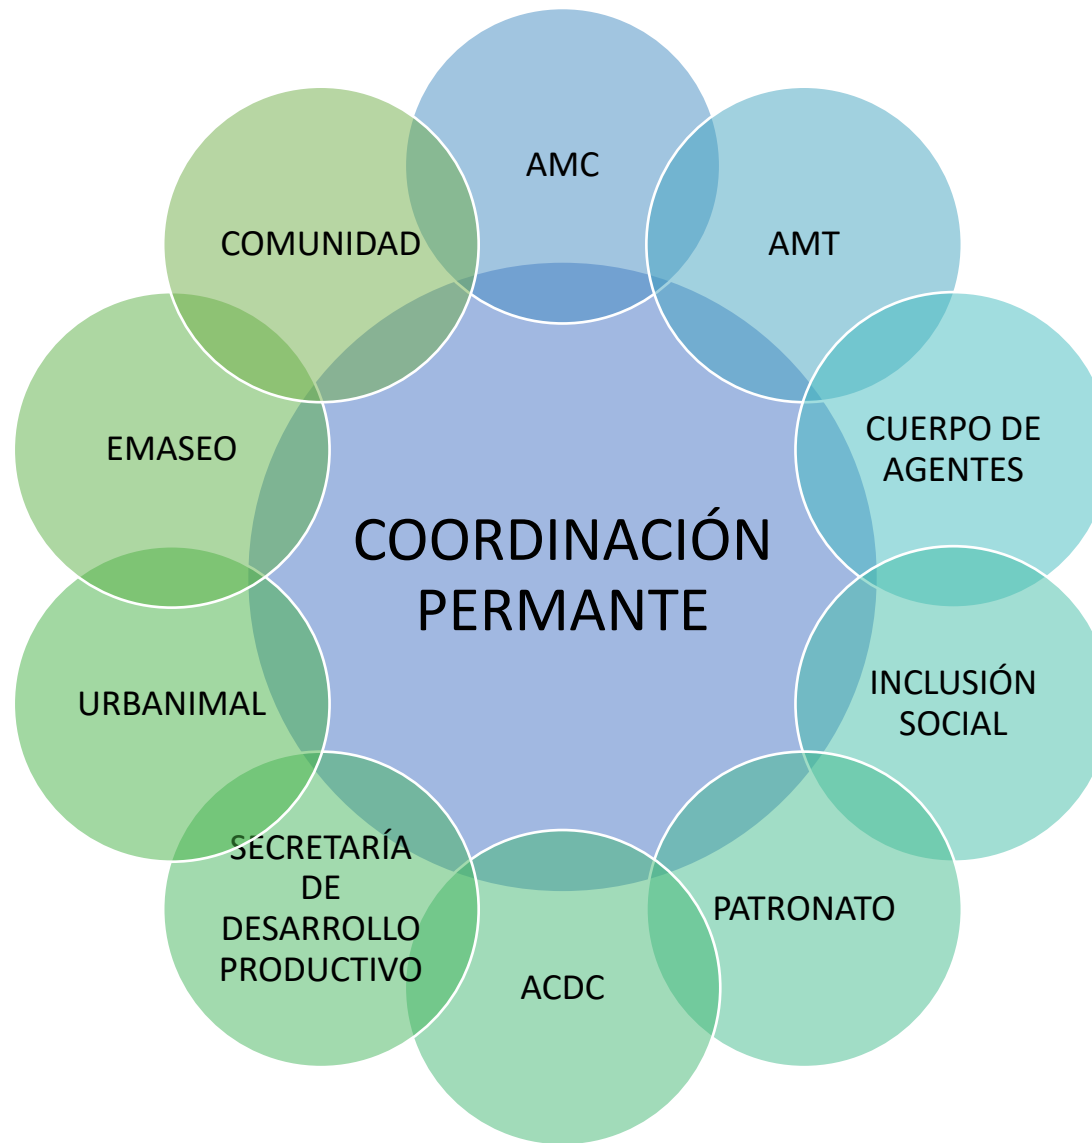 AMC
AMT
CUERPO DE
AGENTES
INCLUSIÓN
SOCIAL
PATRONATO
ACDC
SECRETARÍA
DE
DESARROLLO
PRODUCTIVO
URBANIMAL
EMASEO
COMUNIDAD
COORDINACIÓN
PERMANTE